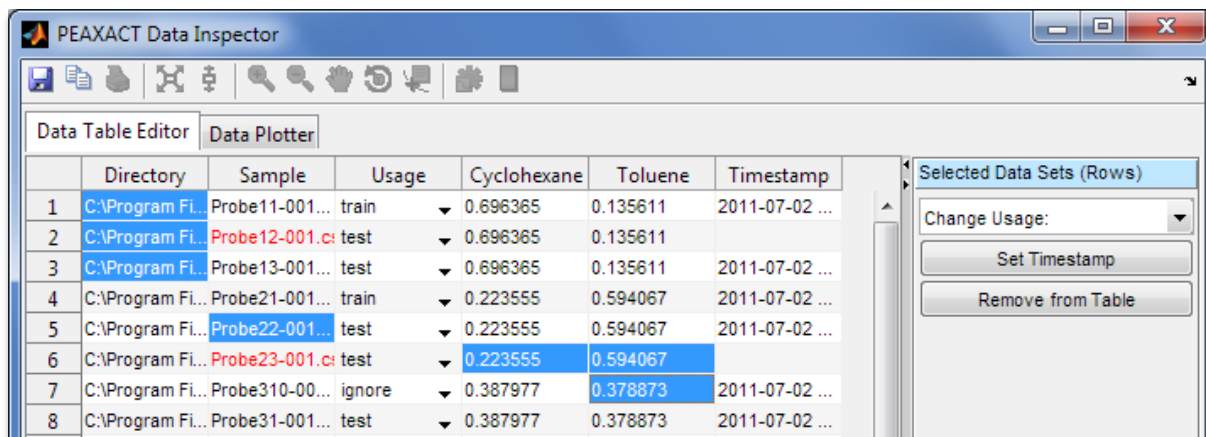 PEAXACT Data Inspector
Data Table Editor Data Plotter
Directory Sample Usage Cyclohexane Toluene Timestamp
1 C:\Program Fi... Probe11-001... train 0.696365 0.135611 2011-07-02 ...
2 C:\Program Fi... Probe12-001.cs test 0.696365 0.135611
3 C:\Program Fi... Probe13-001... test 0.696365 0.135611 2011-07-02 ...
4 C:\Program Fi... Probe21-001... train 0.223555 0.594067 2011-07-02 ...
5 C:\Program Fi... Probe22-001... test 0.223555 0.594067 2011-07-02 ...
6 C:\Program Fi... Probe23-001.cs test 0.223555 0.594067
7 C:\Program Fi... Probe310-00... ignore 0.387977 0.378873 2011-07-02 ...
8 C:\Program Fi... Probe31-001... test 0.387977 0.378873 2011-07-02 ...
Selected Data Sets (Rows)
Change Usage:
Set Timestamp
Remove from Table